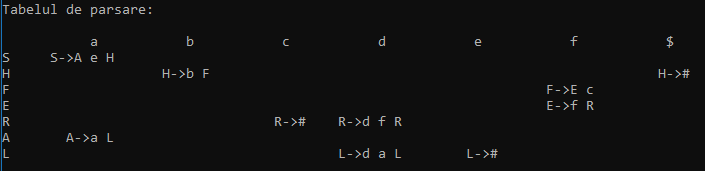 Tabelul de parsare:
a b c d e f $
S S->A e H
H H->b F H->#
F F->E c
E E->f R
R R-># R->d f R
A A->a L
L L->d a L L->#